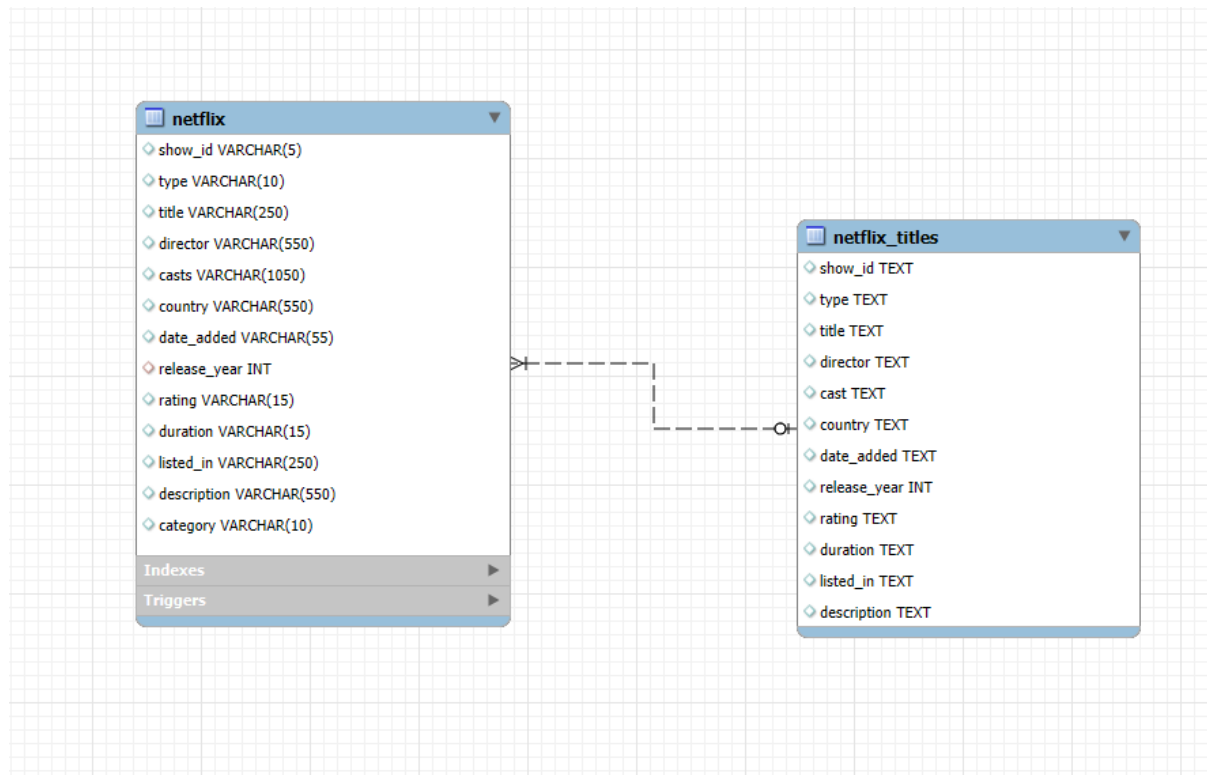 netflix
show_id VARCHAR(5)
type VARCHAR(10)
title VARCHAR(250)
director VARCHAR(550)
casts VARCHAR(1050)
country VARCHAR(550)
date_added VARCHAR(55)
release_year INT
rating VARCHAR(15)
duration VARCHAR(15)
listed_in VARCHAR(250)
description VARCHAR(550)
category VARCHAR(10)
Indexes
Triggers
netflix_titles
show_id TEXT
type TEXT
title TEXT
director TEXT
cast TEXT
country TEXT
date_added TEXT
release_year INT
rating TEXT
duration TEXT
listed_in TEXT
description TEXT